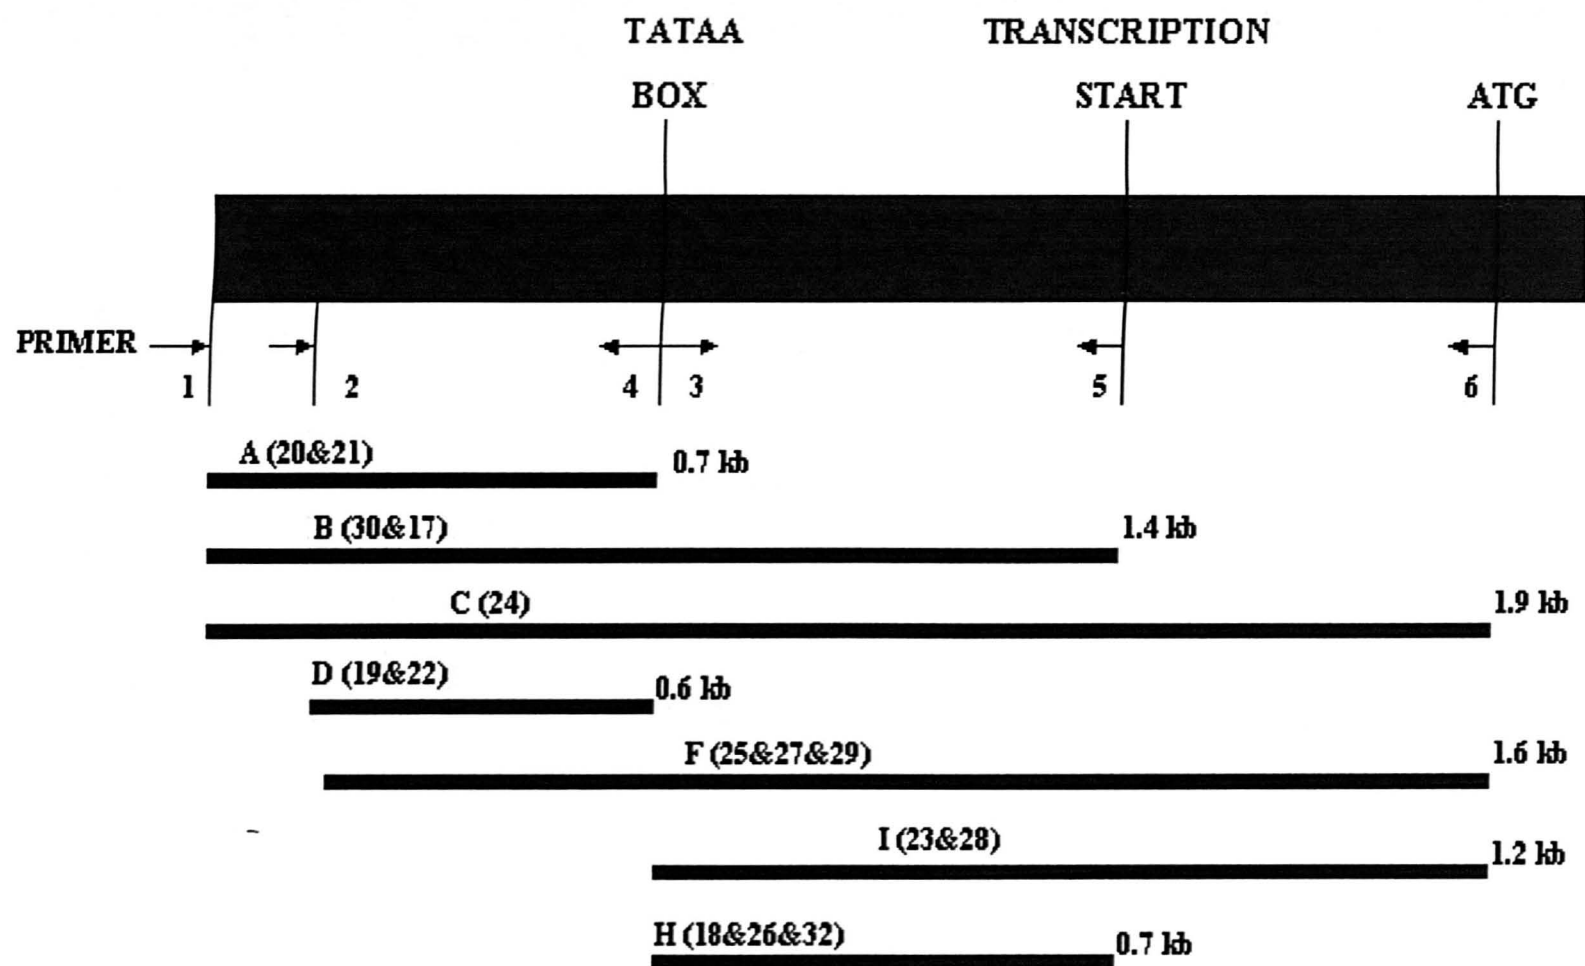 TATAA
BOX
TRANSCRIPTION
START
ATG
PRIMER
1
2
4
3
5
6
A (20&21)
0.7 kb
B (30&17)
1.4 kb
C (24)
1.9 kb
D (19&22)
0.6 kb
F (25&27&29)
1.6 kb
I (23&28)
1.2 kb
H (18&26&32)
0.7 kb